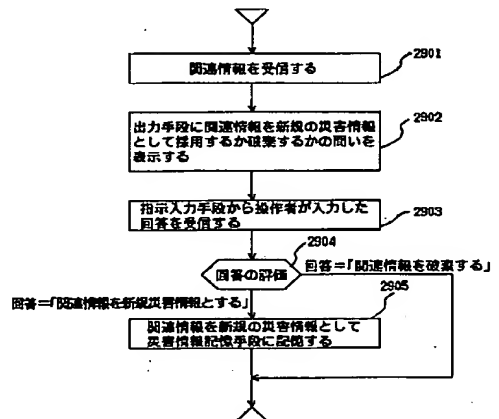 関連情報を受信する
2901
出力手段に関連情報を新規の災害情報
として採用するか破棄するかの問いを
表示する
2902
指示入力手段から操作者が入力した
回答を受信する
2903
2904
回答の評価
回答=「関連情報を破棄する」
回答=「関連情報を新規災害情報とする」
2905
関連情報を新規の災害情報として
災害情報記憶手段に記憶する